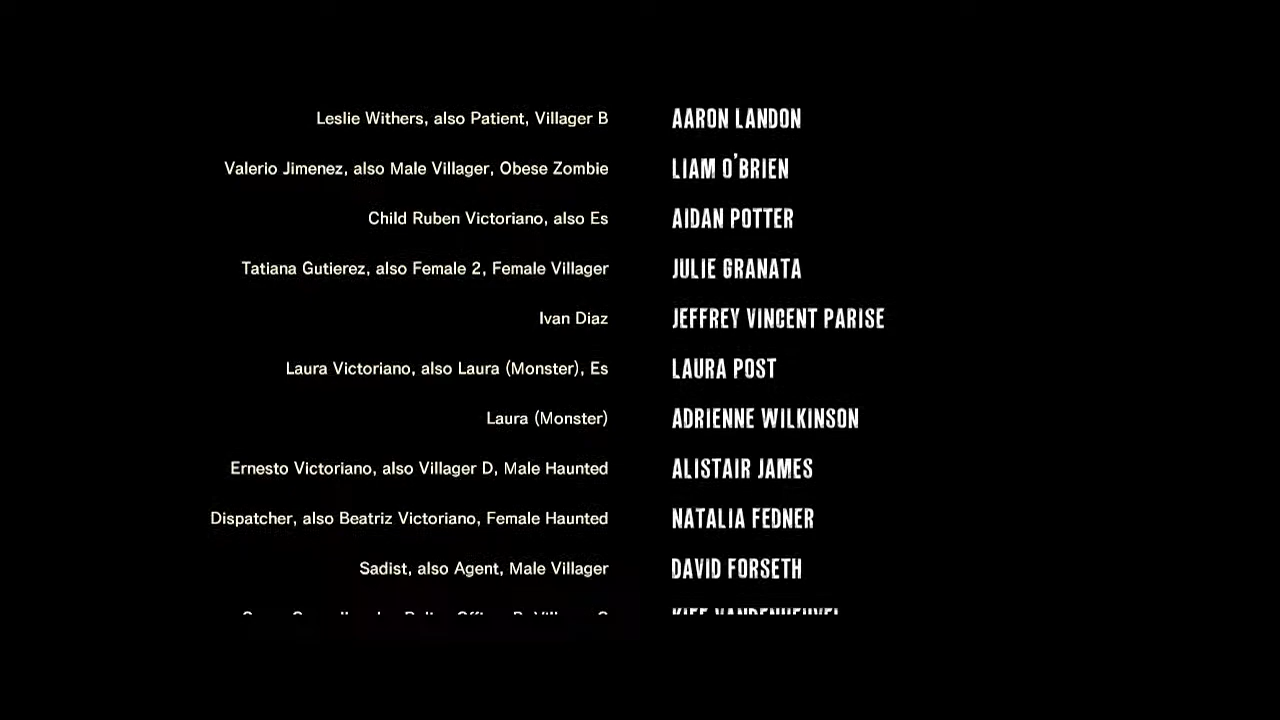 Leslie Withers, also Patient, Villager B AARON LANDON
Valerio Jimenez, also Male Villager, Obese Zombie LIAM O'BRIEN
Child Ruben Victoriano, also Es AIDAN POTTER
Tatiana Gutierez, also Female 2, Female Villager JULIE GRANATA
Ivan Diaz JEFFREY VINCENT PARISE
Laura Victoriano, also Laura (Monster), Es LAURA POST
Laura (Monster) ADRIENNE WILKINSON
Ernesto Victoriano, also Villager D, Male Haunted ALISTAIR JAMES
Dispatcher, also Beatriz Victoriano, Female Haunted NATALIA FEDNER
Sadist, also Agent, Male Villager DAVID FORSETH